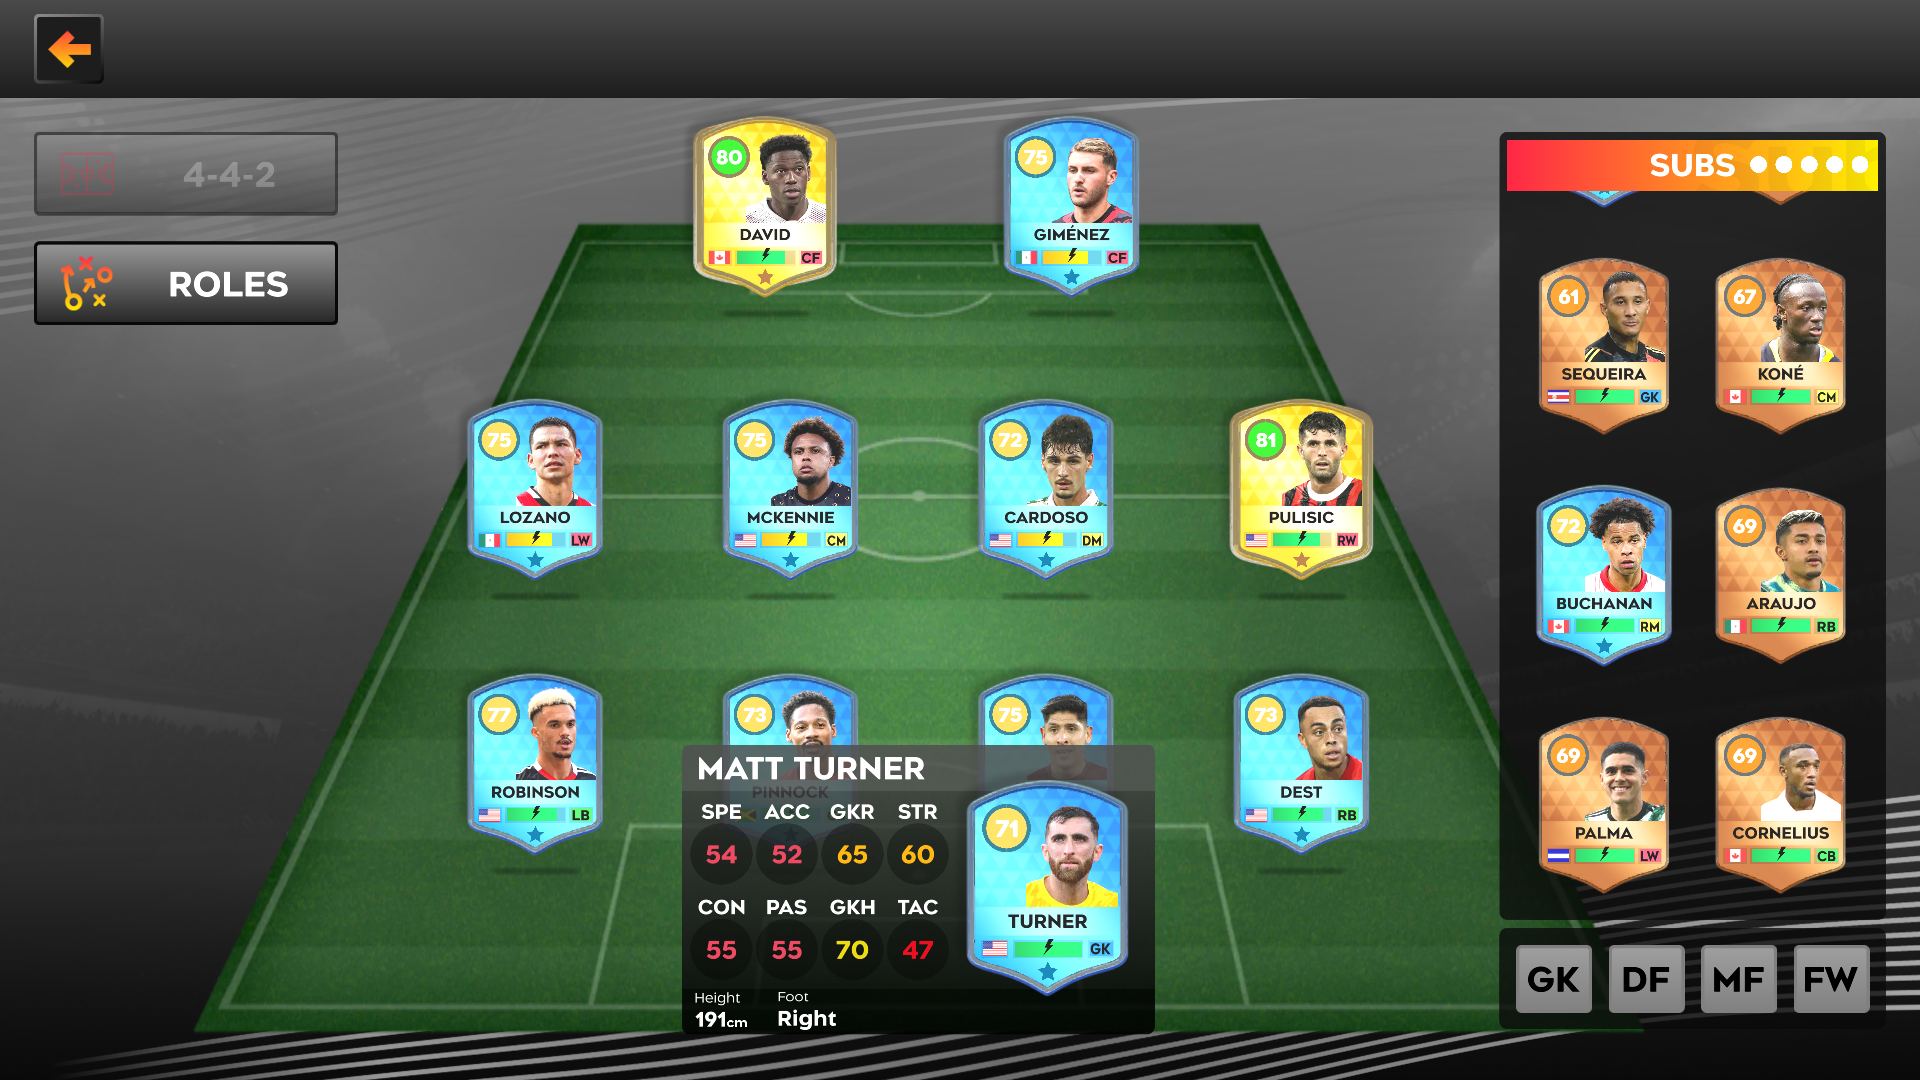 4-4-2
ROLES
80
DAVID
CF
75
GIMÉNEZ
CF
75
LOZANO
LW
75
MCKENNIE
CM
72
CARDOSO
DM
81
PULISIC
RW
77
ROBINSON
LB
73
PINNOCK
75
73
DEST
RB
MATT TURNER
SPE ACC GKR STR
54 52 65 60
CON PAS GKH TAC
55 55 70 47
Height Foot
191cm Right
71
TURNER
GK
SUBS
61
SEQUEIRA
GK
67
KONÉ
CM
72
BUCHANAN
RM
69
ARAUJO
RB
69
PALMA
LW
69
CORNELIUS
CB
GK DF MF FW